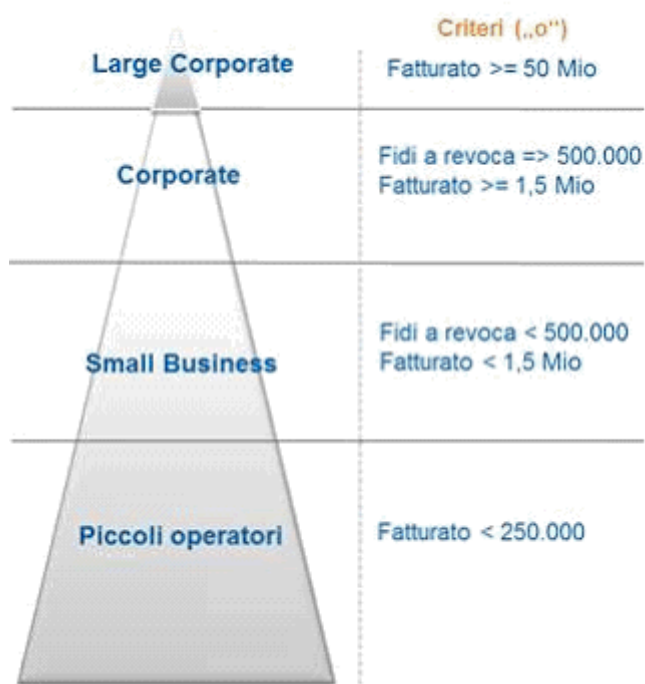 Criteri („o“)
Large Corporate
Fatturato >= 50 Mio
Corporate
Fidi a revoca => 500.000
Fatturato >= 1,5 Mio
Small Business
Fidi a revoca < 500.000
Fatturato < 1,5 Mio
Piccoli operatori
Fatturato < 250.000